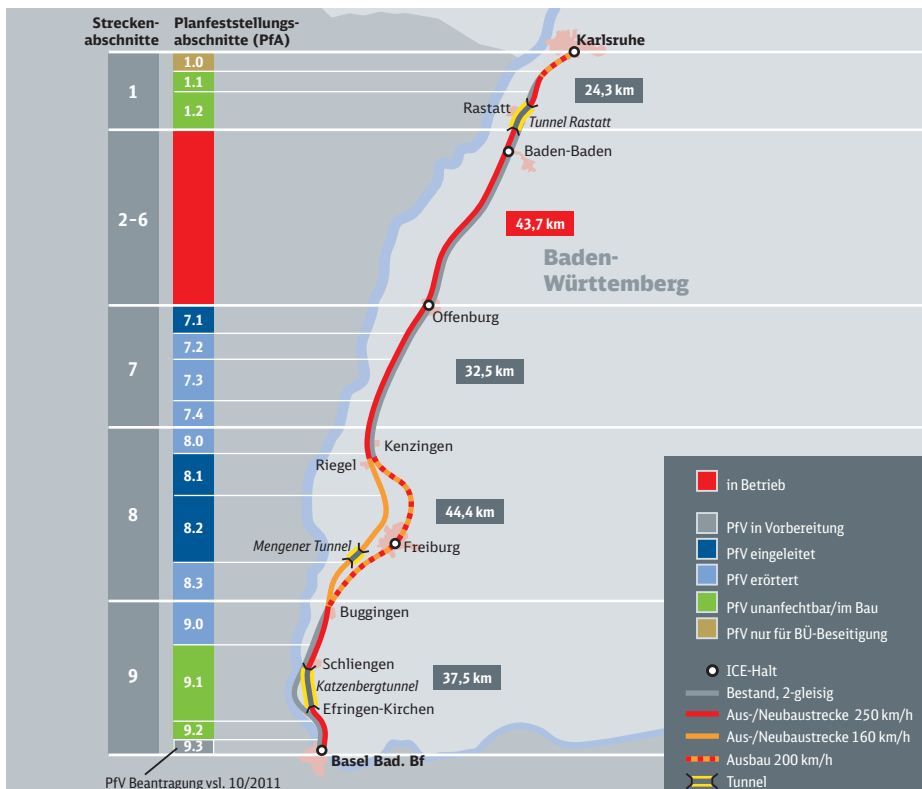 Strecken-
abschnitte
Planfeststellungs-
abschnitte (PfA)
Karlsruhe
1
1.0
1.1
1.2
24,3 km
Rastatt
Tunnel Rastatt
Baden-Baden
2–6
43,7 km
Baden-
Württemberg
Offenburg
7
7.1
7.2
7.3
7.4
32,5 km
8
8.0
8.1
8.2
8.3
Kenzingen
Riegel
44,4 km
Mengener Tunnel
Freiburg
9
9.0
9.1
9.2
9.3
Buggingen
Schliengen
37,5 km
Katzenbergtunnel
Efringen-Kirchen
Basel Bad. Bf
PfV Beantragung vsl. 10/2011
in Betrieb
PfV in Vorbereitung
PfV eingeleitet
PfV erörtert
PfV unanfechtbar/im Bau
PfV nur für BÜ-Beseitigung
ICE-Halt
Bestand, 2-gleisig
Aus-/Neubaustrecke 250 km/h
Aus-/Neubaustrecke 160 km/h
Ausbau 200 km/h
Tunnel